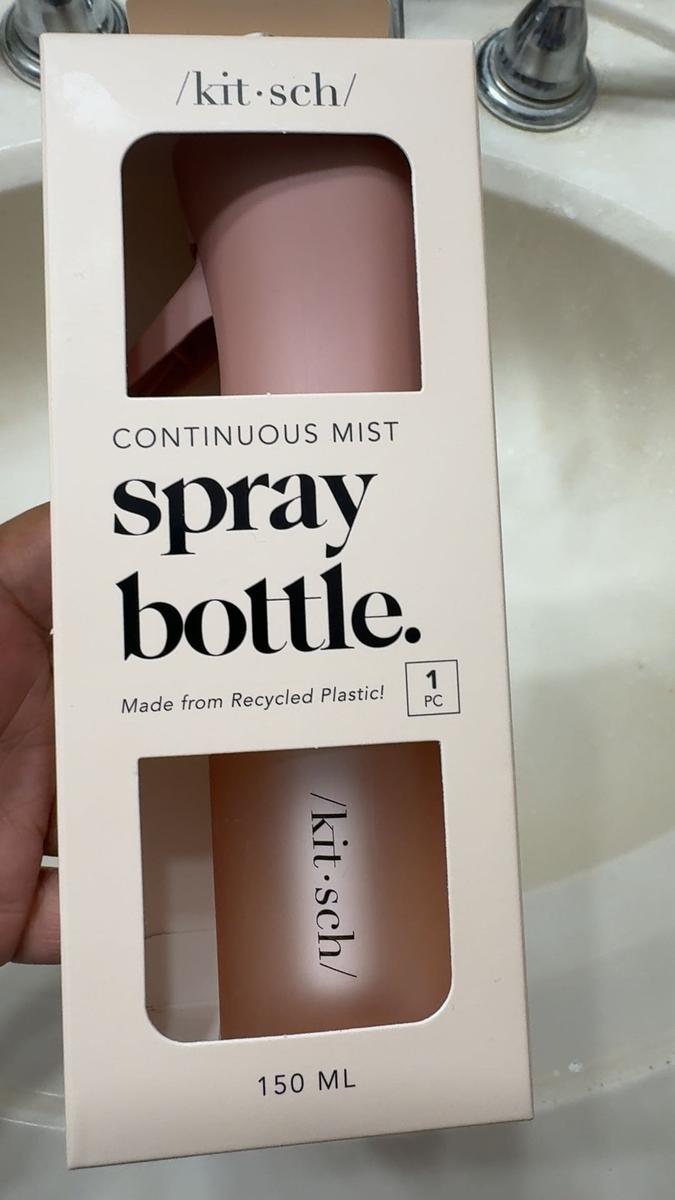 /kit·sch/
CONTINUOUS MIST
spray
bottle.
Made from Recycled Plastic!
1
PC
/kit·sch/
150 ML